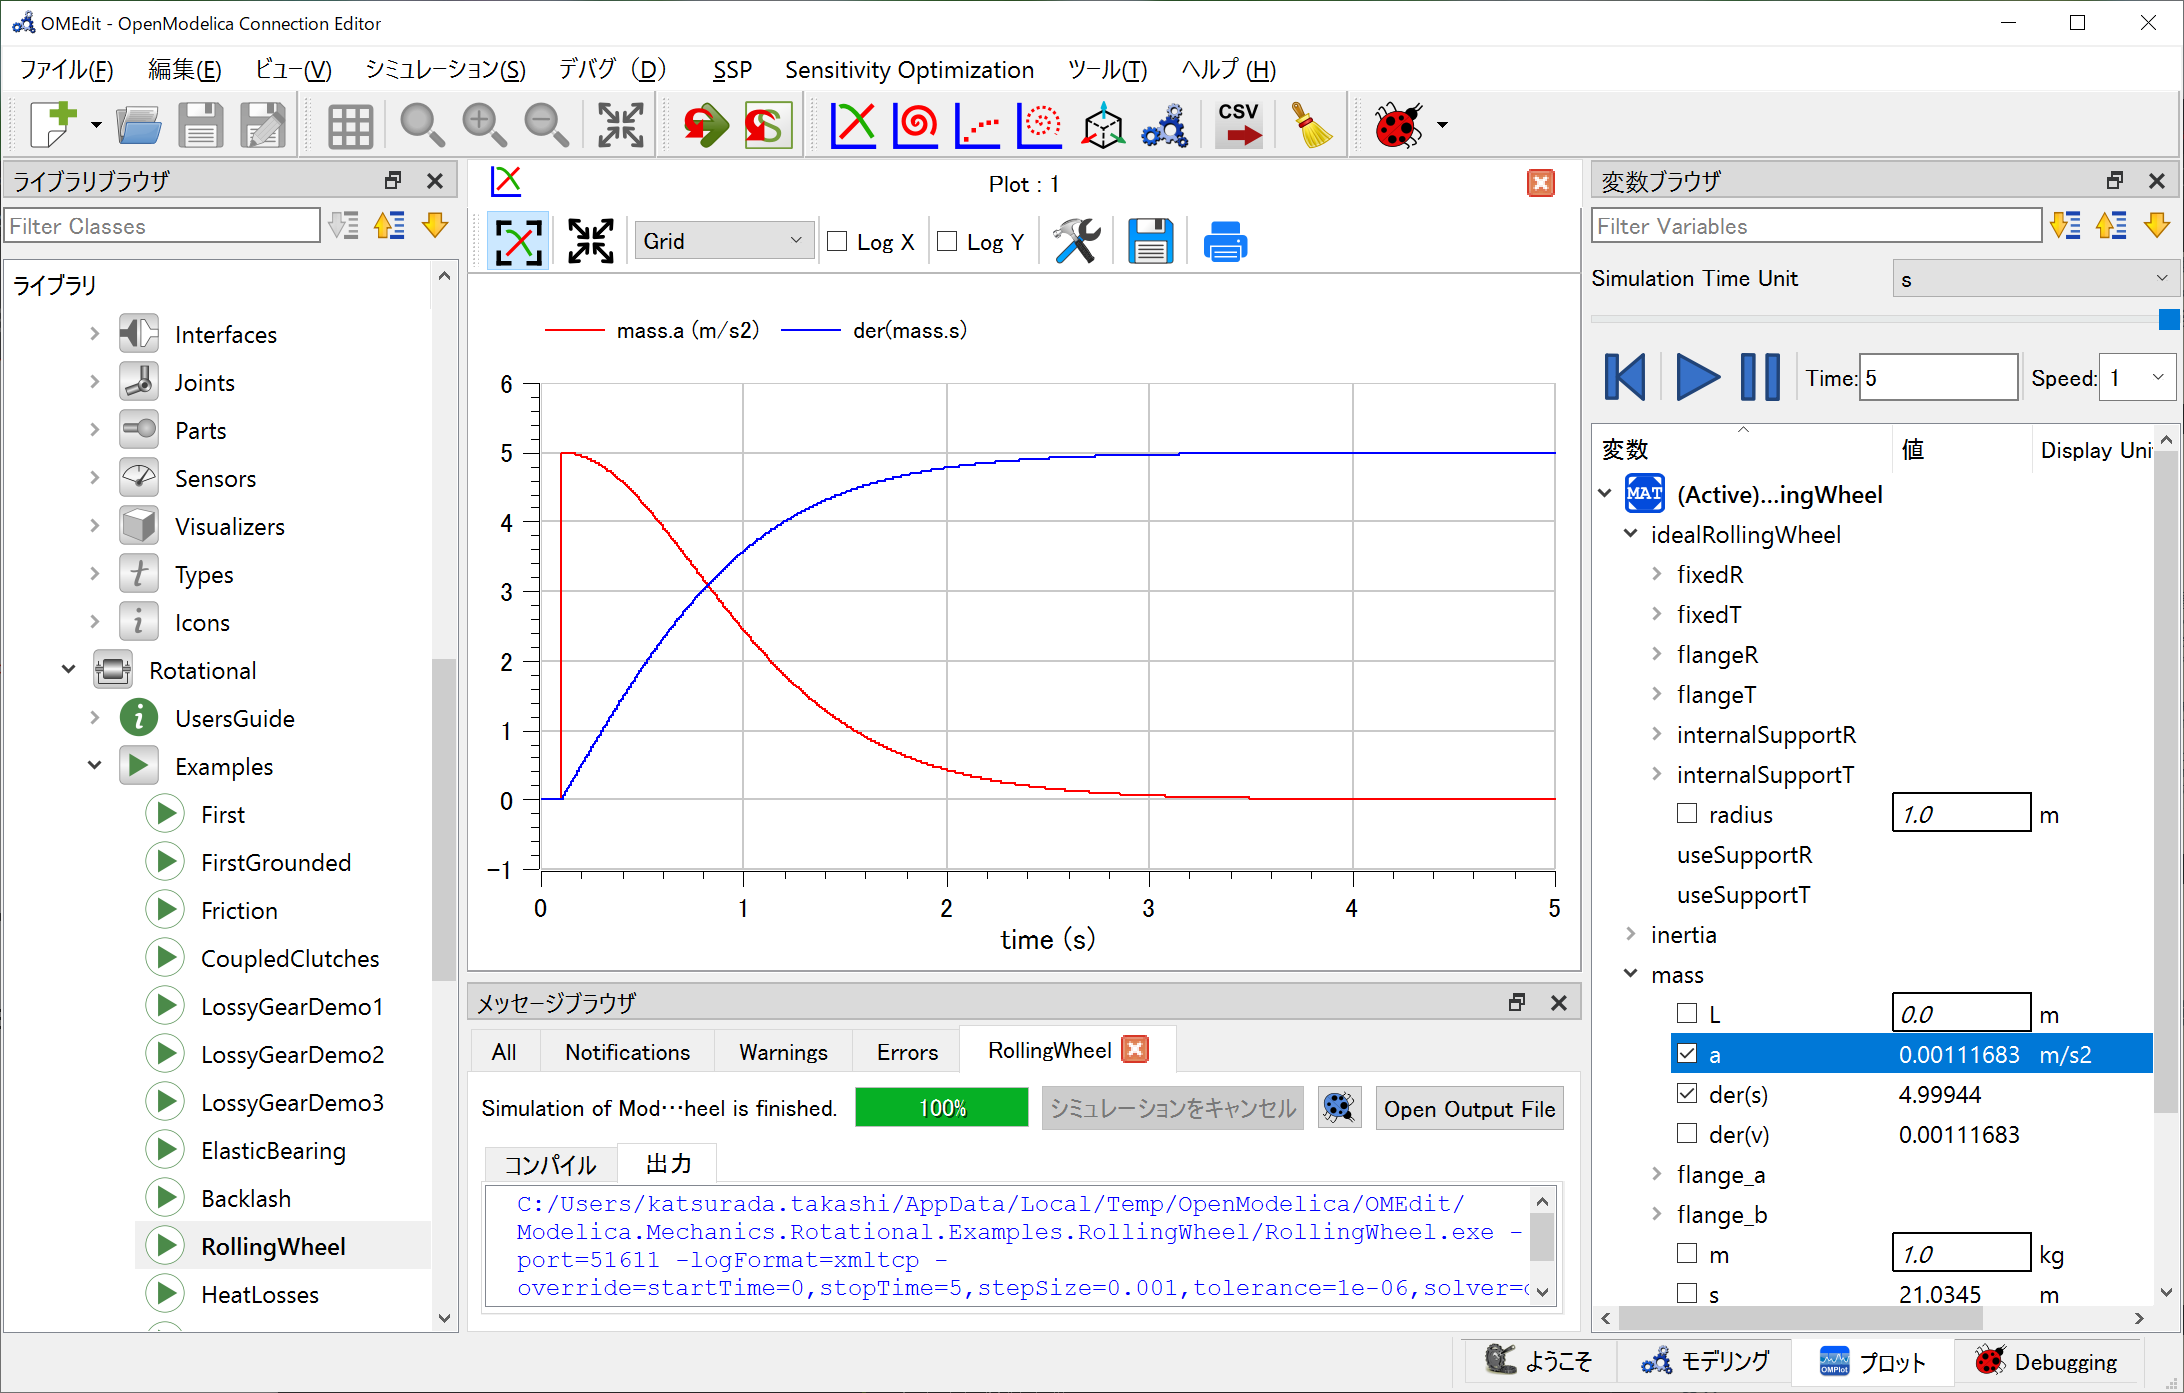 OMEdit - OpenModelica Connection Editor
ファイル(F) 編集(E) ビュー(V) シミュレーション(S) デバグ (D) SSP Sensitivity Optimization ツール(T) ヘルプ (H)
CSV
ライブラリブラウザ
Filter Classes
ライブラリ
Interfaces
Joints
Parts
Sensors
Visualizers
Types
Icons
Rotational
UsersGuide
Examples
First
FirstGrounded
Friction
CoupledClutches
LossyGearDemo1
LossyGearDemo2
LossyGearDemo3
ElasticBearing
Backlash
RollingWheel
HeatLosses
Plot : 1
Grid Log X Log Y
mass.a (m/s2) der(mass.s)
6
5
4
3
2
1
0
-1
0 1 2 3 4 5
time (s)
メッセージブラウザ
All Notifications Warnings Errors RollingWheel
Simulation of Mod…heel is finished. 100% シミュレーションをキャンセル Open Output File
コンパイル 出力
C:/Users/katsurada.takashi/AppData/Local/Temp/OpenModelica/OMEdit/
Modelica.Mechanics.Rotational.Examples.RollingWheel/RollingWheel.exe -
port=51611 -logFormat=xmltcp -
override=startTime=0,stopTime=5,stepSize=0.001,tolerance=1e-06,solver=
変数ブラウザ
Filter Variables
Simulation Time Unit s
Time: 5 Speed: 1
変数 値 Display Uni
MAT (Active)...ingWheel
idealRollingWheel
fixedR
fixedT
flangeR
flangeT
internalSupportR
internalSupportT
radius 1.0 m
useSupportR
useSupportT
inertia
mass
L 0.0 m
a 0.00111683 m/s2
der(s) 4.99944
der(v) 0.00111683
flange_a
flange_b
m 1.0 kg
s 21.0345 m
ようこそ モデリング OMPlot プロット Debugging